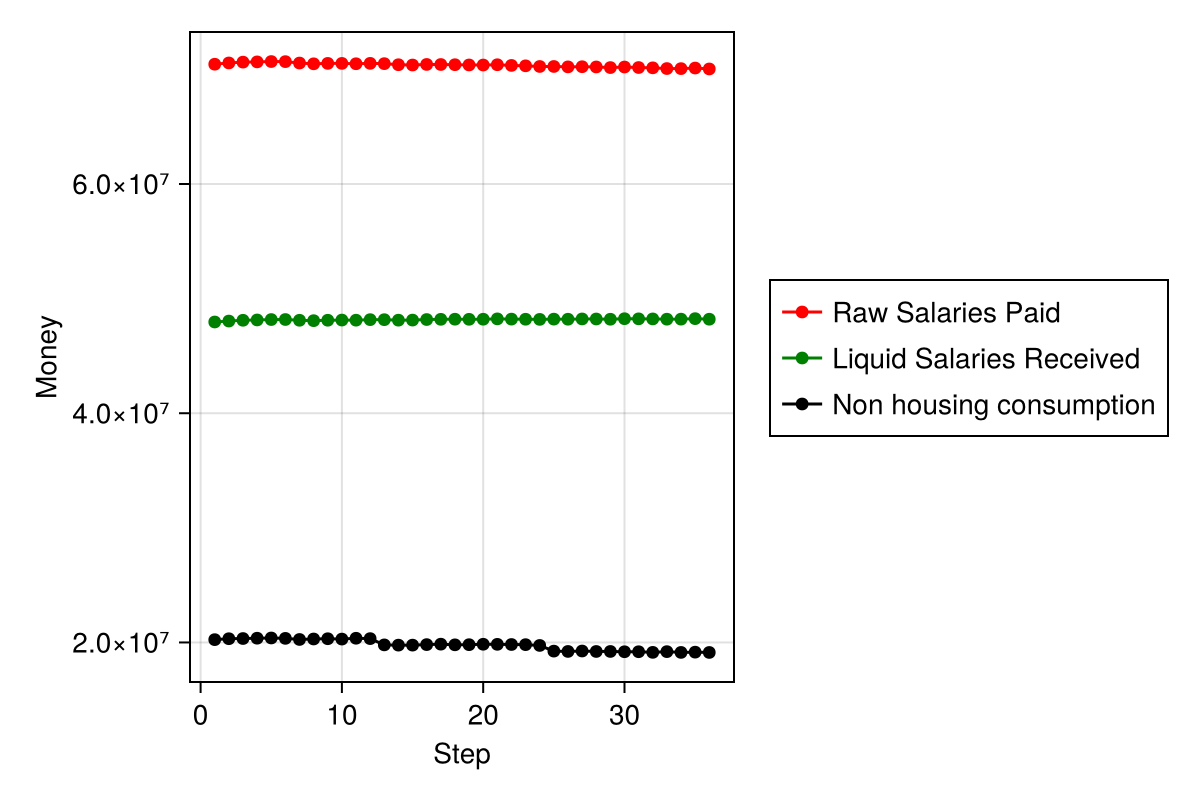 6.0×10⁷
4.0×10⁷
2.0×10⁷
Money
0 10 20 30
Step
Raw Salaries Paid
Liquid Salaries Received
Non housing consumption